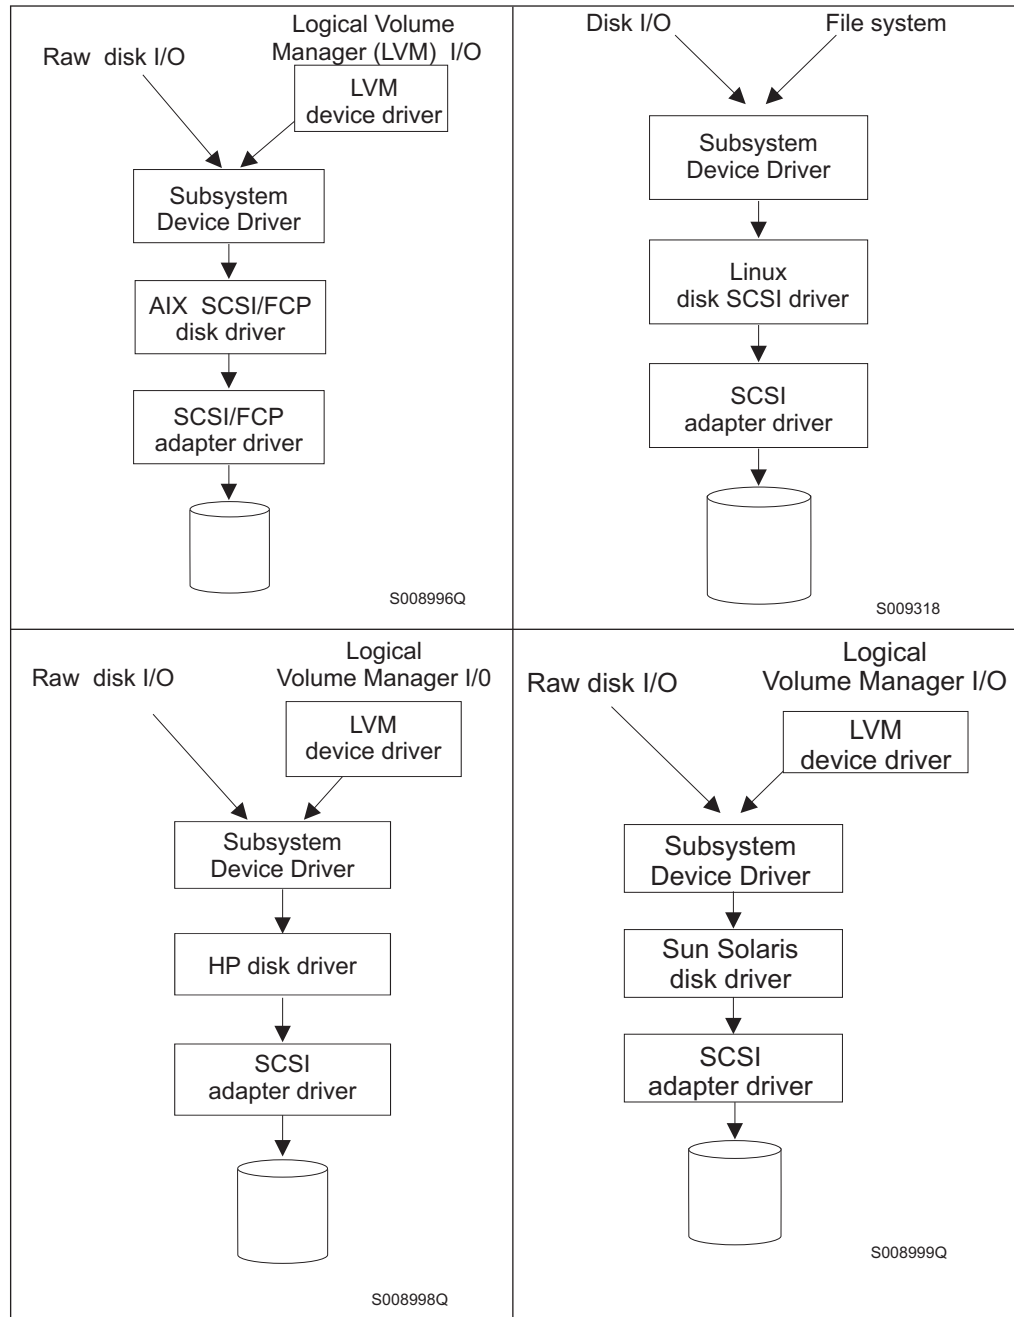 Raw disk I/O
Logical Volume
Manager (LVM) I/O
LVM
device driver
Subsystem
Device Driver
AIX SCSI/FCP
disk driver
SCSI/FCP
adapter driver
S008996Q
Disk I/O
File system
Subsystem
Device Driver
Linux
disk SCSI driver
SCSI
adapter driver
S009318
Raw disk I/O
Logical
Volume Manager I/0
LVM
device driver
Subsystem
Device Driver
HP disk driver
SCSI
adapter driver
S008998Q
Raw disk I/O
Logical
Volume Manager I/O
LVM
device driver
Subsystem
Device Driver
Sun Solaris
disk driver
SCSI
adapter driver
S008999Q